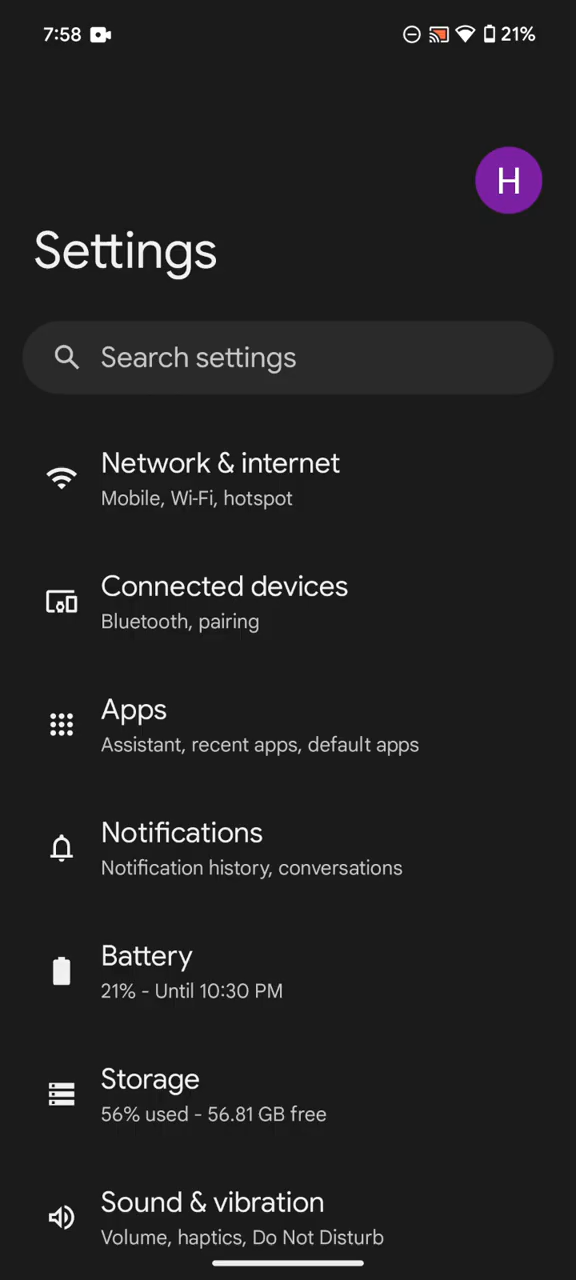 7:58
21%
H
Settings
Search settings
Network & internet
Mobile, Wi-Fi, hotspot
Connected devices
Bluetooth, pairing
Apps
Assistant, recent apps, default apps
Notifications
Notification history, conversations
Battery
21% - Until 10:30 PM
Storage
56% used - 56.81 GB free
Sound & vibration
Volume, haptics, Do Not Disturb